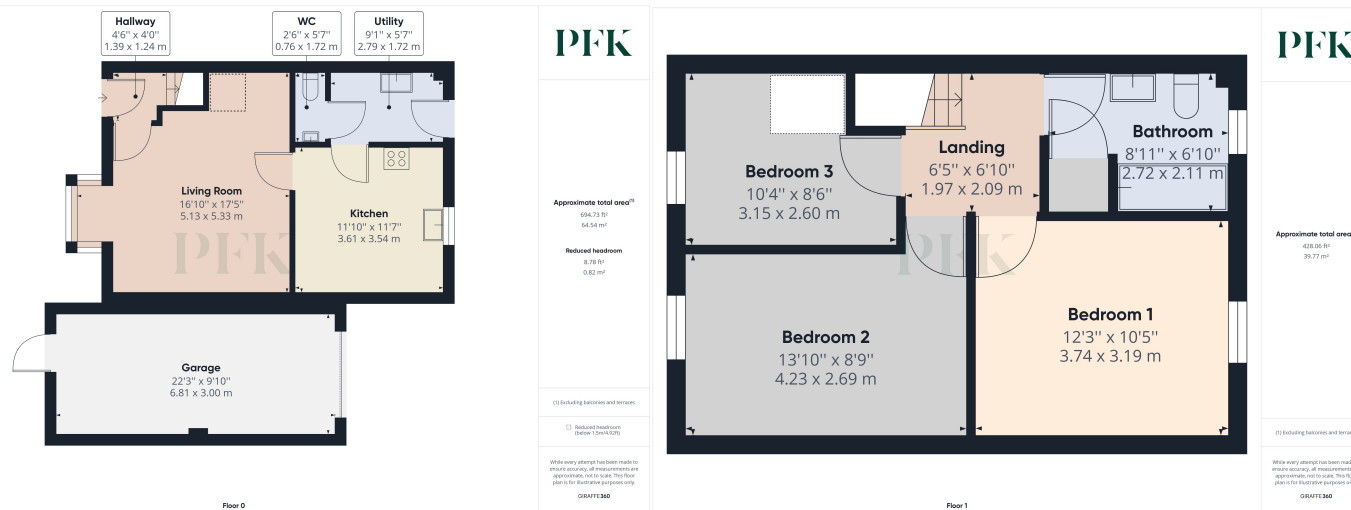 Hallway
4'6'' x 4'0''
1.39 x 1.24 m
WC
2'6'' x 5'7''
0.76 x 1.72 m
Utility
9'1'' x 5'7''
2.79 x 1.72 m
Living Room
16'10'' x 17'5''
5.13 x 5.33 m
Kitchen
11'10'' x 11'7''
3.61 x 3.54 m
PFK
Garage
22'3'' x 9'10''
6.81 x 3.00 m
Floor 0
PFK
Approximate total area(1)
694.73 ft²
64.54 m²
Reduced headroom
8.78 ft²
0.82 m²
(1) Excluding balconies and terraces
Reduced headroom
(below 1.5m/4.92ft)
While every attempt has been made to
ensure accuracy, all measurements are
approximate, not to scale. This floor
plan is for illustrative purposes only.
GIRAFFE360
Bedroom 3
10'4'' x 8'6''
3.15 x 2.60 m
Landing
6'5'' x 6'10''
1.97 x 2.09 m
Bathroom
8'11'' x 6'10''
2.72 x 2.11 m
PFK
Bedroom 2
13'10'' x 8'9''
4.23 x 2.69 m
Bedroom 1
12'3'' x 10'5''
3.74 x 3.19 m
Floor 1
PFK
Approximate total area
428.06 ft²
39.77 m²
(1) Excluding balconies and terrac
While every attempt has been mad
ensure accuracy, all measurements
approximate, not to scale. This flo
plan is for illustrative purposes on
GIRAFFE360